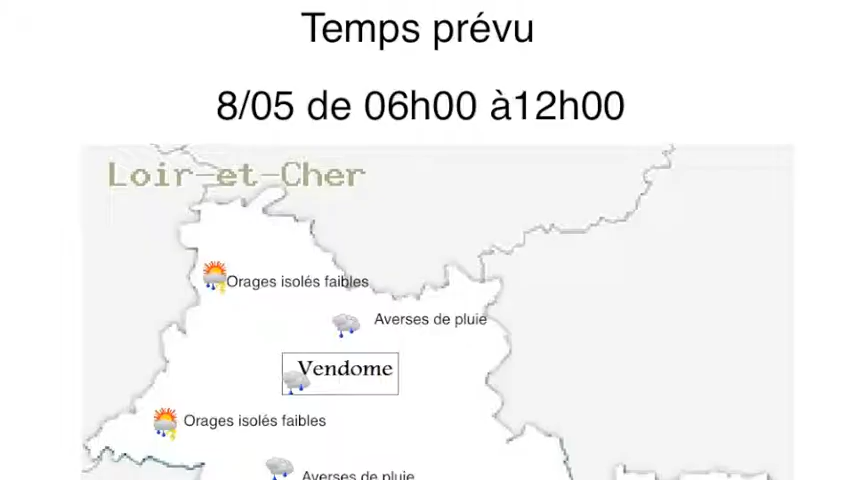 Temps prévu
8/05 de 06h00 à12h00
Loir-et-Cher
Orages isolés faibles
Averses de pluie
Vendome
Orages isolés faibles
Averses de pluie